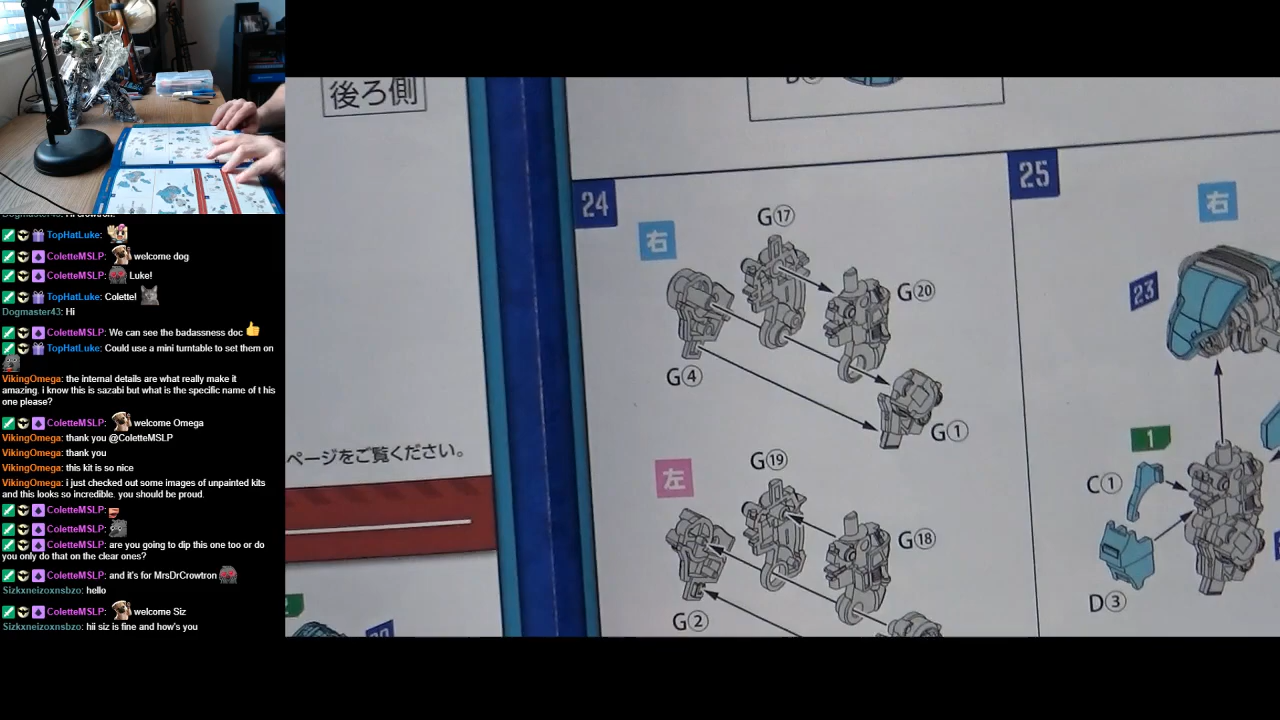 Dogmaster43: Hi crowtron!
TopHatLuke:
ColetteMSLP: welcome dog
ColetteMSLP: Luke!
TopHatLuke: Colette!
Dogmaster43: Hi
ColetteMSLP: We can see the badassness doc
TopHatLuke: Could use a mini turntable to set them on
VikingOmega: the internal details are what really make it
amazing. i know this is sazabi but what is the specific name of t his
one please?
ColetteMSLP: welcome Omega
VikingOmega: thank you @ColetteMSLP
VikingOmega: thank you
VikingOmega: this kit is so nice
VikingOmega: i just checked out some images of unpainted kits
and this looks so incredible. you should be proud.
ColetteMSLP:
ColetteMSLP:
ColetteMSLP: are you going to dip this one too or do
you only do that on the clear ones?
ColetteMSLP: and it's for MrsDrCrowtron
Sizkxneizoxnsbzo: hello
ColetteMSLP: welcome Siz
Sizkxneizoxnsbzo: hii siz is fine and how's you
後ろ側
ページをご覧ください。
24
右
G⑰
G⑳
G④
G①
左
G⑲
G⑱
G②
25
右
23
1
C①
D③